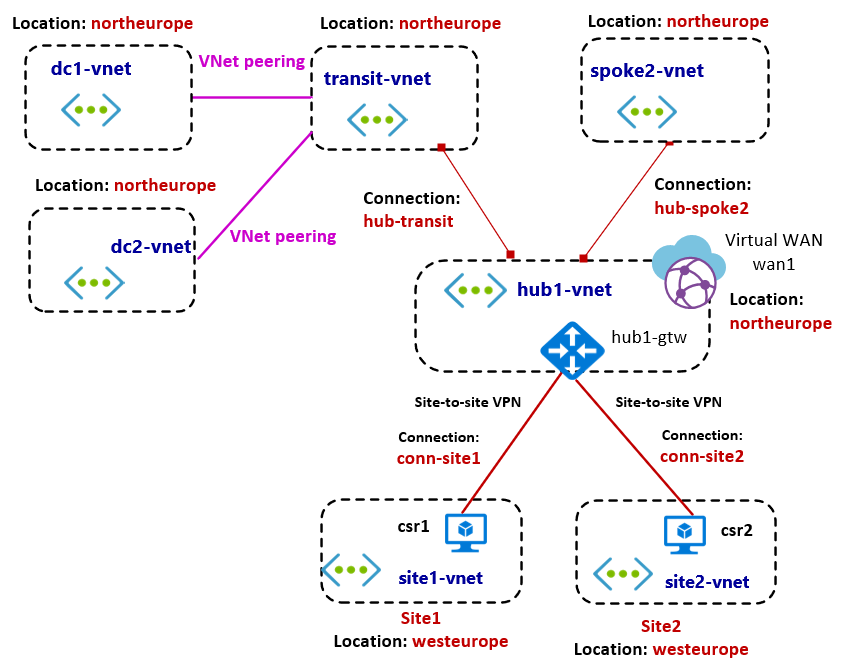 Location: northeurope
Location: northeurope
Location: northeurope
dc1-vnet
VNet peering
transit-vnet
spoke2-vnet
Location: northeurope
dc2-vnet
VNet peering
Connection:
hub-transit
Connection:
hub-spoke2
Virtual WAN
wan1
Location:
northeurope
hub1-vnet
hub1-gtw
Site-to-site VPN
Site-to-site VPN
Connection:
conn-site1
Connection:
conn-site2
csr1
site1-vnet
csr2
site2-vnet
Site1
Location: westeurope
Site2
Location: westeurope